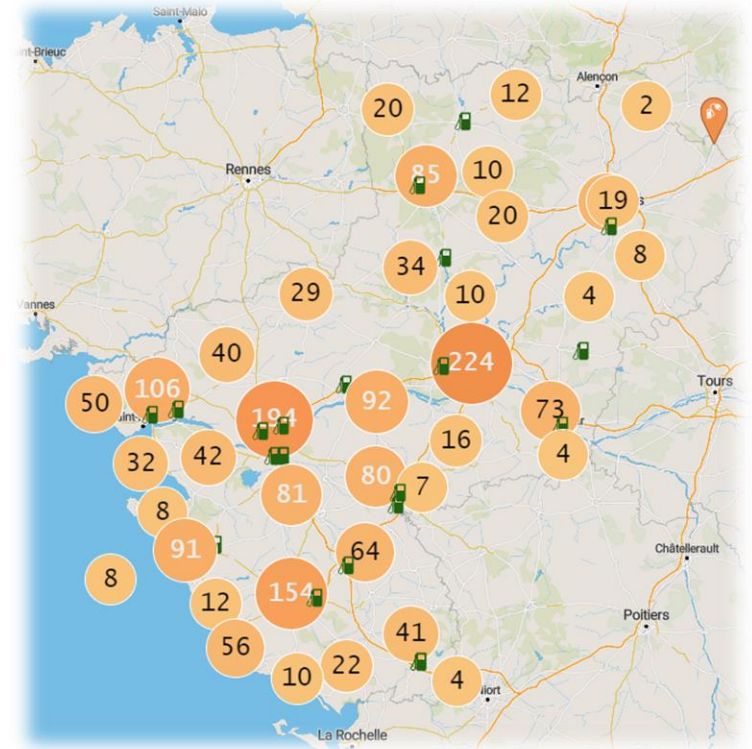 Saint-Malo
nt-Brieuc
Alençon
12
20
2
Rennes
85
10
19
s
20
8
34
29
10
4
Vannes
40
224
Tours
106
50
92
73
int-
194
r
16
4
32
42
80
7
81
8
91
64
Châtellerault
8
154
12
Poitiers
41
56
22
10
4
Niort
La Rochelle